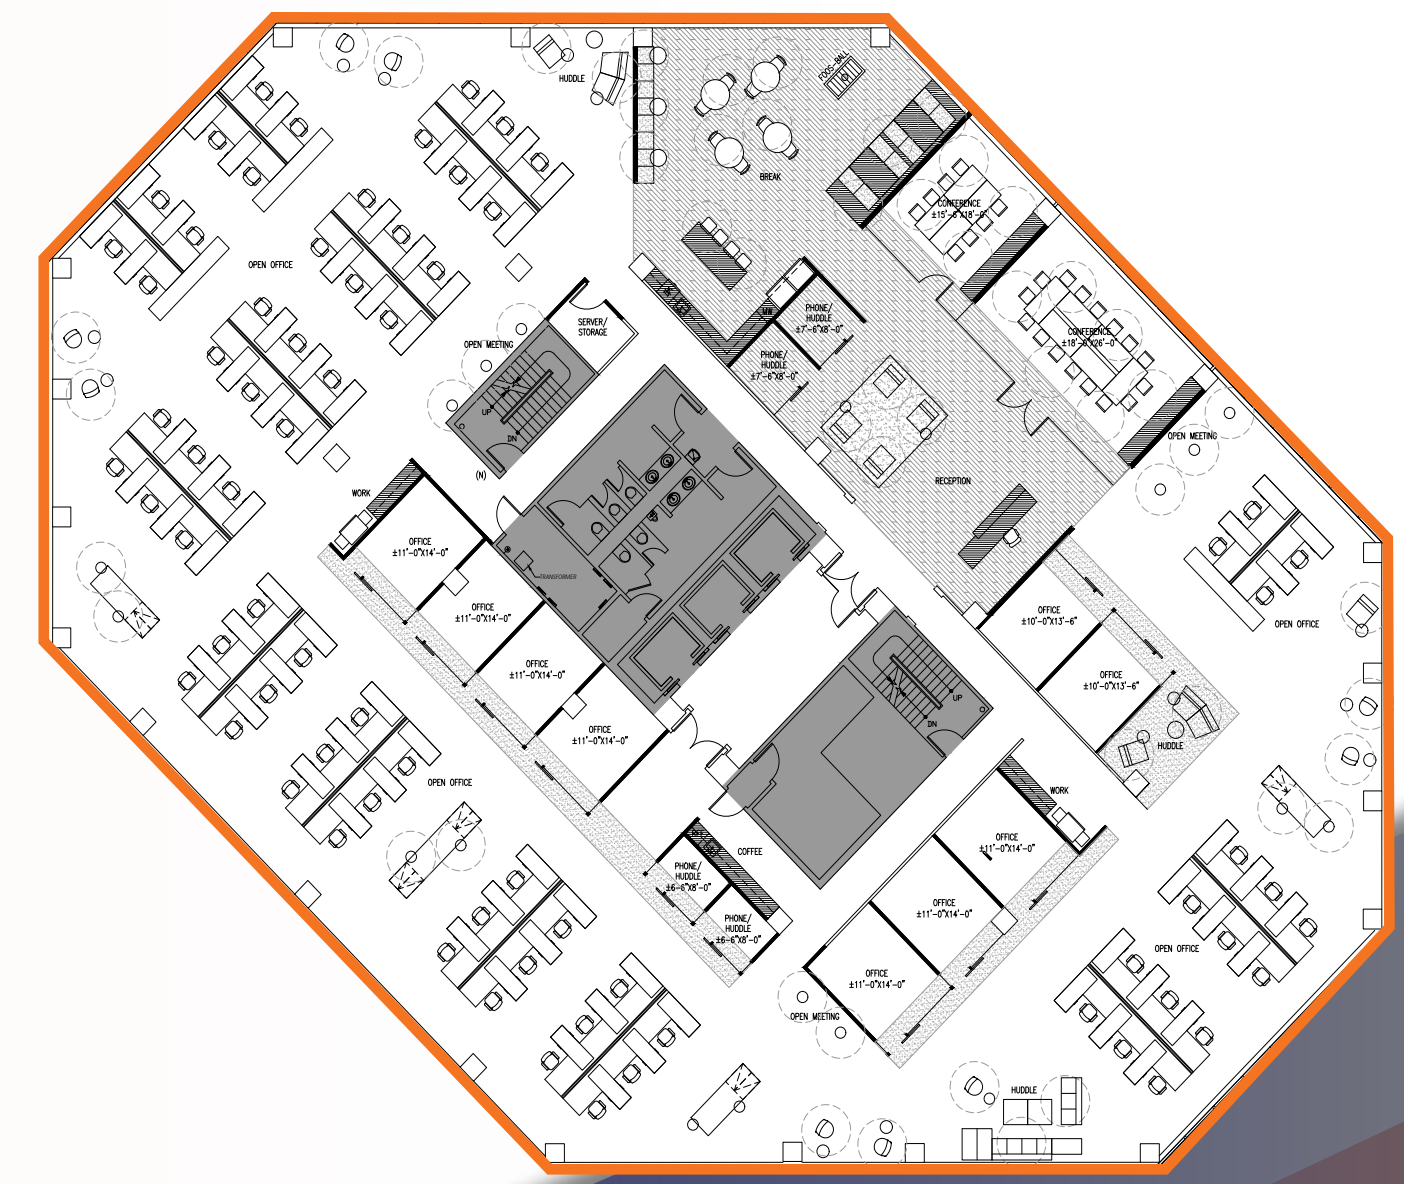 HUDDLE
FOOS-BALL
BREAK
CONFERENCE
±15'-6"X18'-0"
OPEN OFFICE
SERVER/
STORAGE
OPEN MEETING
UP
DN
(N)
MW
PHONE/
HUDDLE
±7'-6"X8'-0"
PHONE/
HUDDLE
±7'-6"X8'-0"
CONFERENCE
±18'-0"X26'-0"
OPEN MEETING
RECEPTION
WORK
OFFICE
±11'-0"X14'-0"
TRANSFORMER
OFFICE
±11'-0"X14'-0"
OFFICE
±11'-0"X14'-0"
OFFICE
±11'-0"X14'-0"
OFFICE
±10'-0"X13'-6"
OPEN OFFICE
OFFICE
±10'-0"X13'-6"
UP
DN
HUDDLE
OPEN OFFICE
WORK
COFFEE
OFFICE
±11'-0"X14'-0"
PHONE/
HUDDLE
±6-6"X8'-0"
PHONE/
HUDDLE
±6-6"X8'-0"
OFFICE
±11'-0"X14'-0"
OPEN OFFICE
OFFICE
±11'-0"X14'-0"
OPEN MEETING
HUDDLE